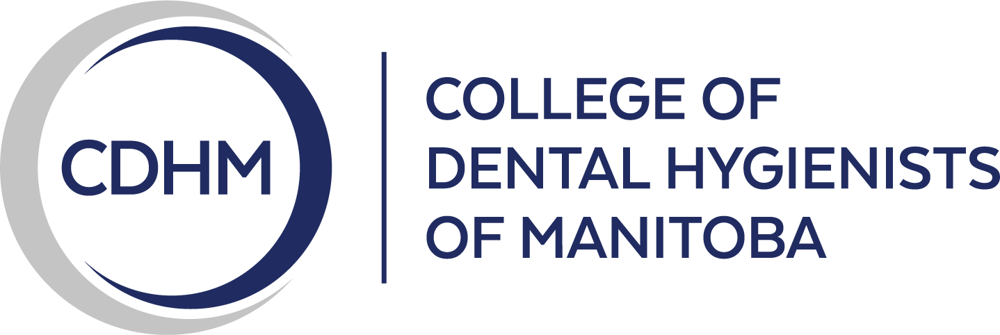 CDHM
COLLEGE OF
DENTAL HYGIENISTS
OF MANITOBA